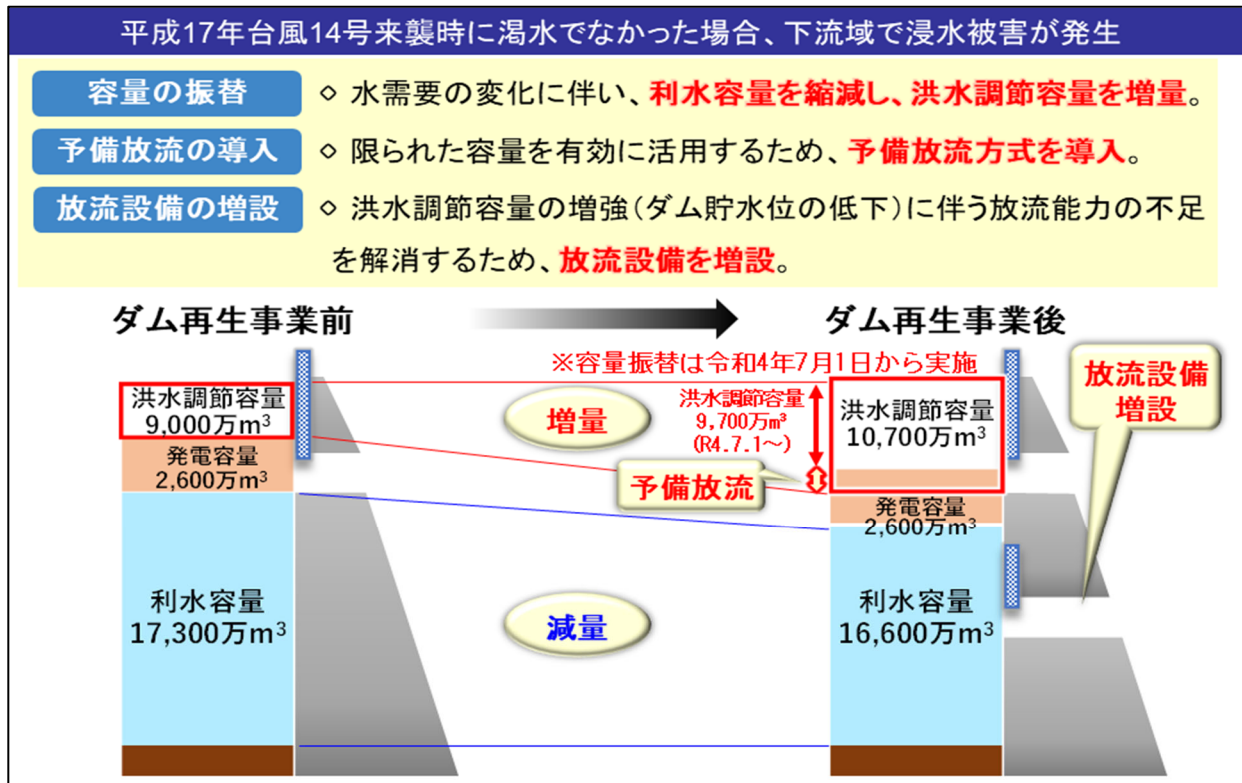 平成17年台風14号来襲時に渇水でなかった場合、下流域で浸水被害が発生
容量の振替
◇ 水需要の変化に伴い、利水容量を縮減し、洪水調節容量を増量。
予備放流の導入
◇ 限られた容量を有効に活用するため、予備放流方式を導入。
放流設備の増設
◇ 洪水調節容量の増強(ダム貯水位の低下)に伴う放流能力の不足
を解消するため、放流設備を増設。
ダム再生事業前
ダム再生事業後
※容量振替は令和4年7月1日から実施
洪水調節容量
9,000万m³
発電容量
2,600万m³
利水容量
17,300万m³
増量
減量
洪水調節容量
9,700万m³
(R4.7.1～)
予備放流
洪水調節容量
10,700万m³
発電容量
2,600万m³
利水容量
16,600万m³
放流設備
増設